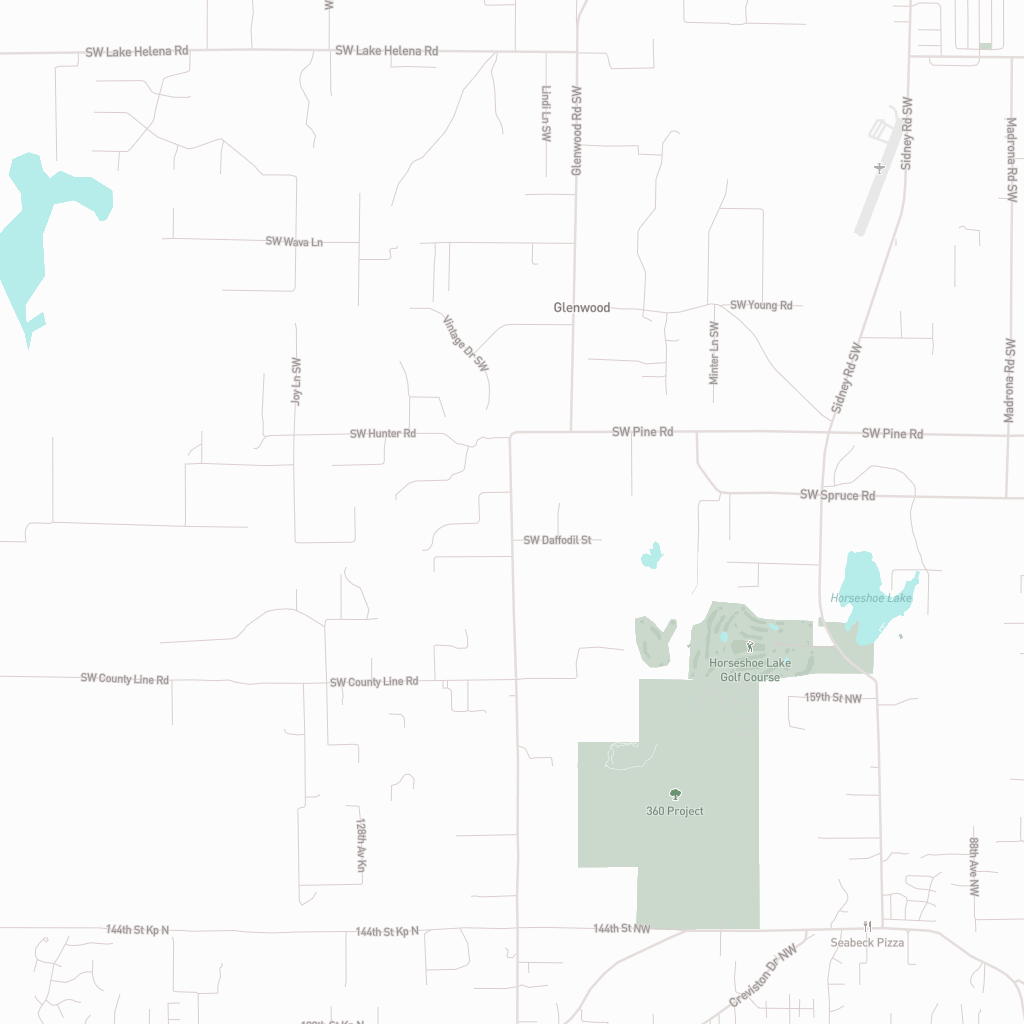 W
SW Lake Helena Rd
SW Lake Helena Rd
Lindi Ln SW
Glenwood Rd SW
Sidney Rd SW
Madrona Rd SW
SW Wava Ln
Glenwood
SW Young Rd
Vintage Dr SW
Minter Ln SW
Joy Ln SW
Sidney Rd SW
Madrona Rd SW
SW Hunter Rd
SW Pine Rd
SW Pine Rd
SW Spruce Rd
SW Daffodil St
Horseshoe Lake
Horseshoe Lake
Golf Course
SW County Line Rd
SW County Line Rd
159th St NW
360 Project
128th Av Kn
88th Ave NW
144th St Kp N
144th St Kp N
144th St NW
Seabeck Pizza
Creviston Dr NW